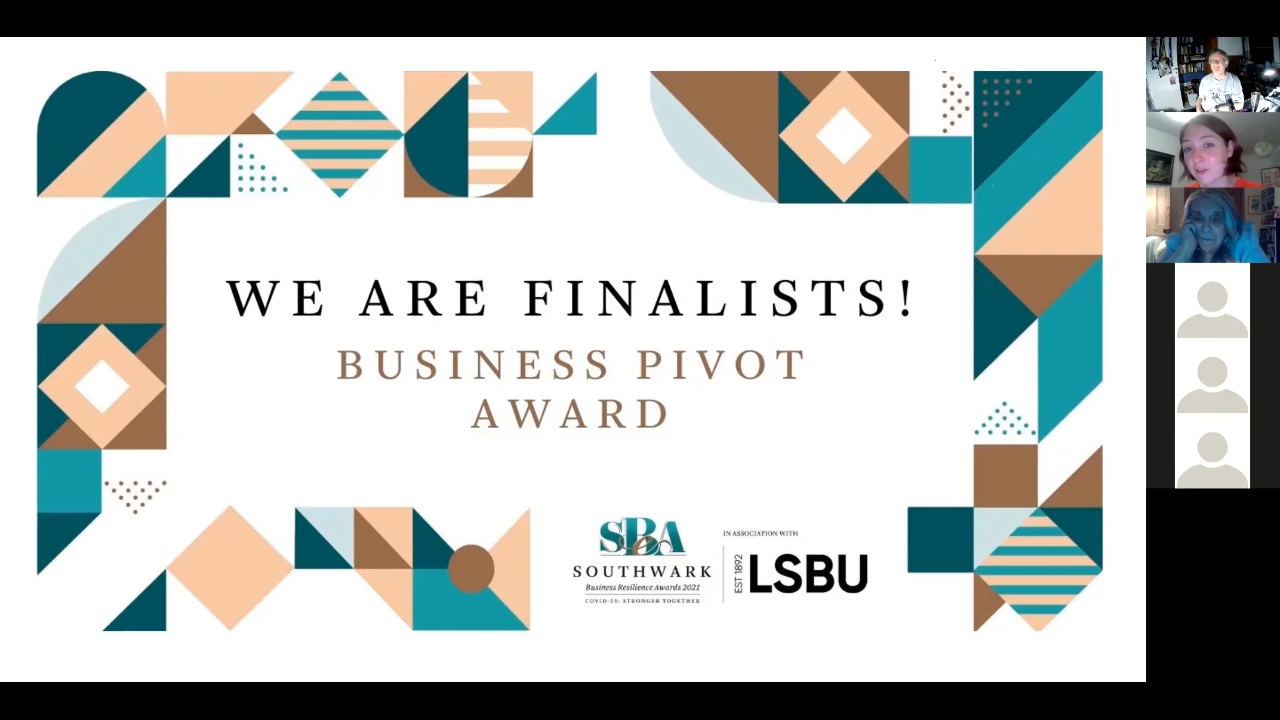 WE ARE FINALISTS!
BUSINESS PIVOT
AWARD
SBeA
SOUTHWARK
Business Resilience Awards 2021
COVID-19: STRONGER TOGETHER
IN ASSOCIATION WITH
EST 1892
LSBU